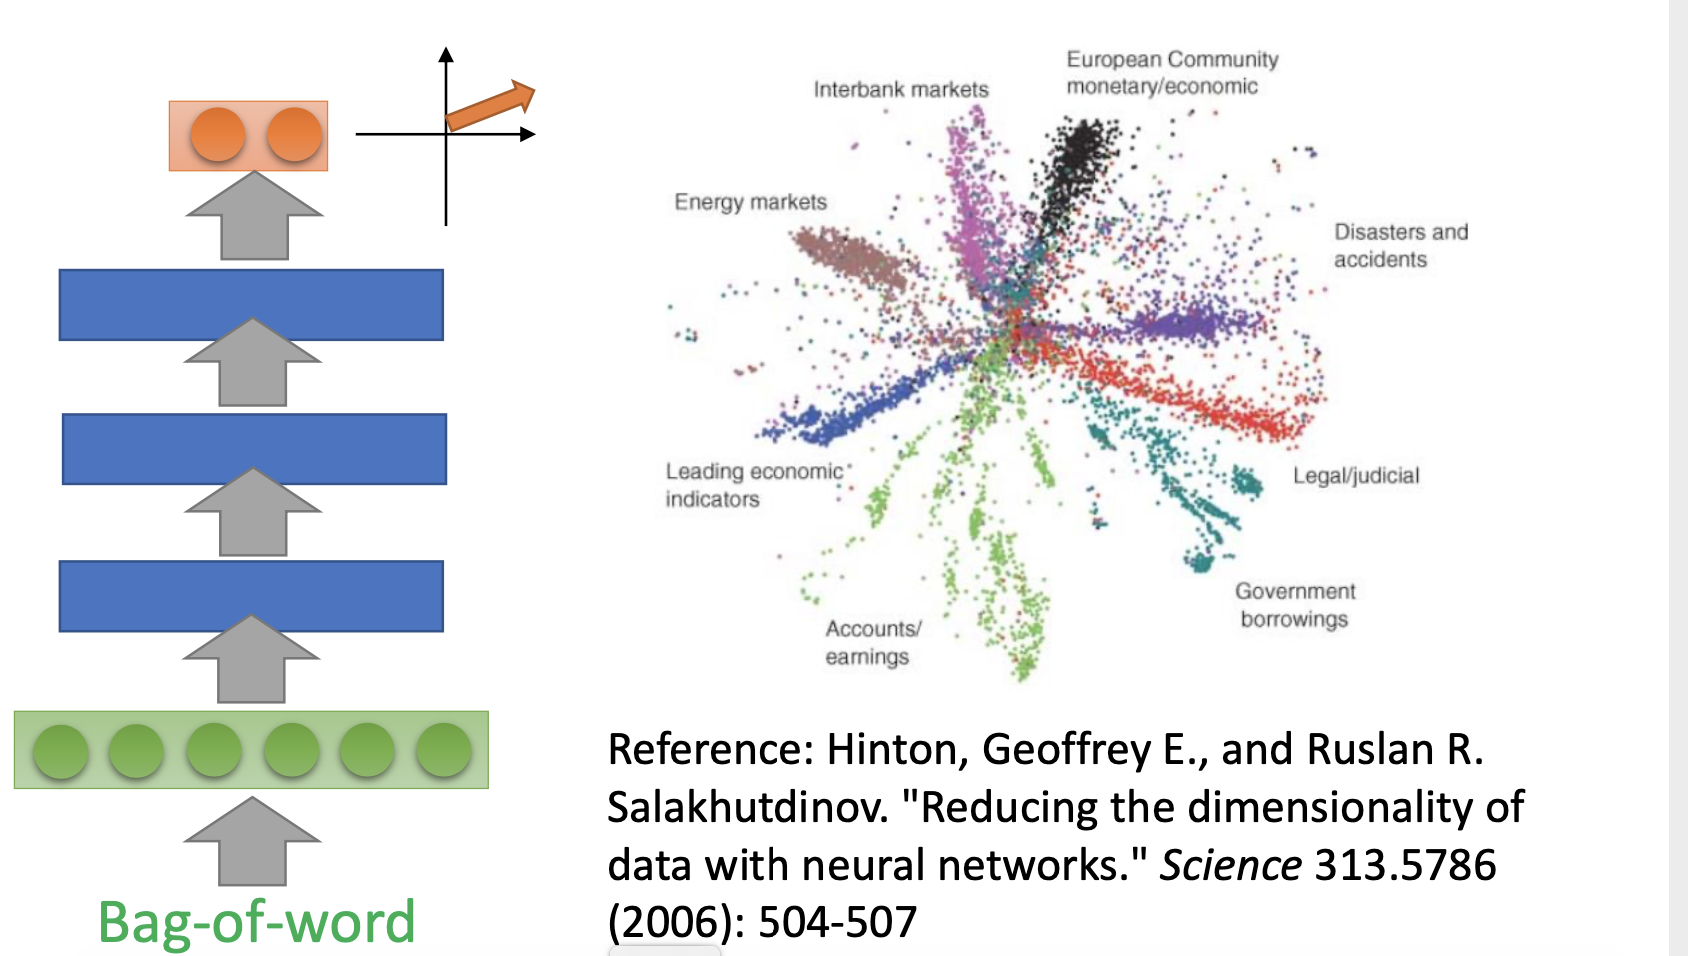 Interbank markets
European Community
monetary/economic
Energy markets
Disasters and
accidents
Leading economic
indicators
Legal/judicial
Government
borrowings
Accounts/
earnings
Bag-of-word
Reference: Hinton, Geoffrey E., and Ruslan R.
Salakhutdinov. "Reducing the dimensionality of
data with neural networks." Science 313.5786
(2006): 504-507